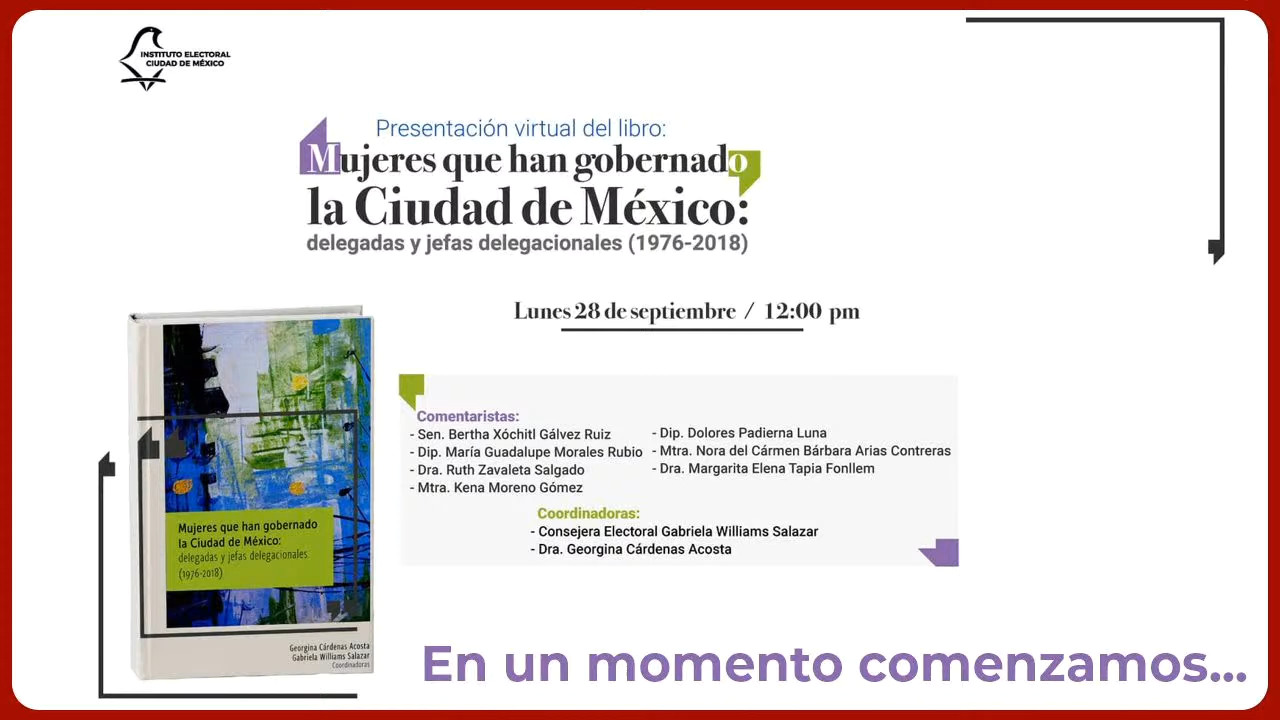 INSTITUTO ELECTORAL
CIUDAD DE MÉXICO
Presentación virtual del libro:
Mujeres que han gobernado
la Ciudad de México:
delegadas y jefas delegacionales (1976-2018)
Lunes 28 de septiembre / 12:00 pm
Comentaristas:
- Sen. Bertha Xóchitl Gálvez Ruiz
- Dip. María Guadalupe Morales Rubio
- Dra. Ruth Zavaleta Salgado
- Mtra. Kena Moreno Gómez
- Dip. Dolores Padierna Luna
- Mtra. Nora del Cármen Bárbara Arias Contreras
- Dra. Margarita Elena Tapia Fonllem
Coordinadoras:
- Consejera Electoral Gabriela Williams Salazar
- Dra. Georgina Cárdenas Acosta
Mujeres que han gobernado
la Ciudad de México:
delegadas y jefas delegacionales
(1976-2018)
Georgina Cárdenas Acosta
Gabriela Williams Salazar
Coordinadoras
En un momento comenzamos...